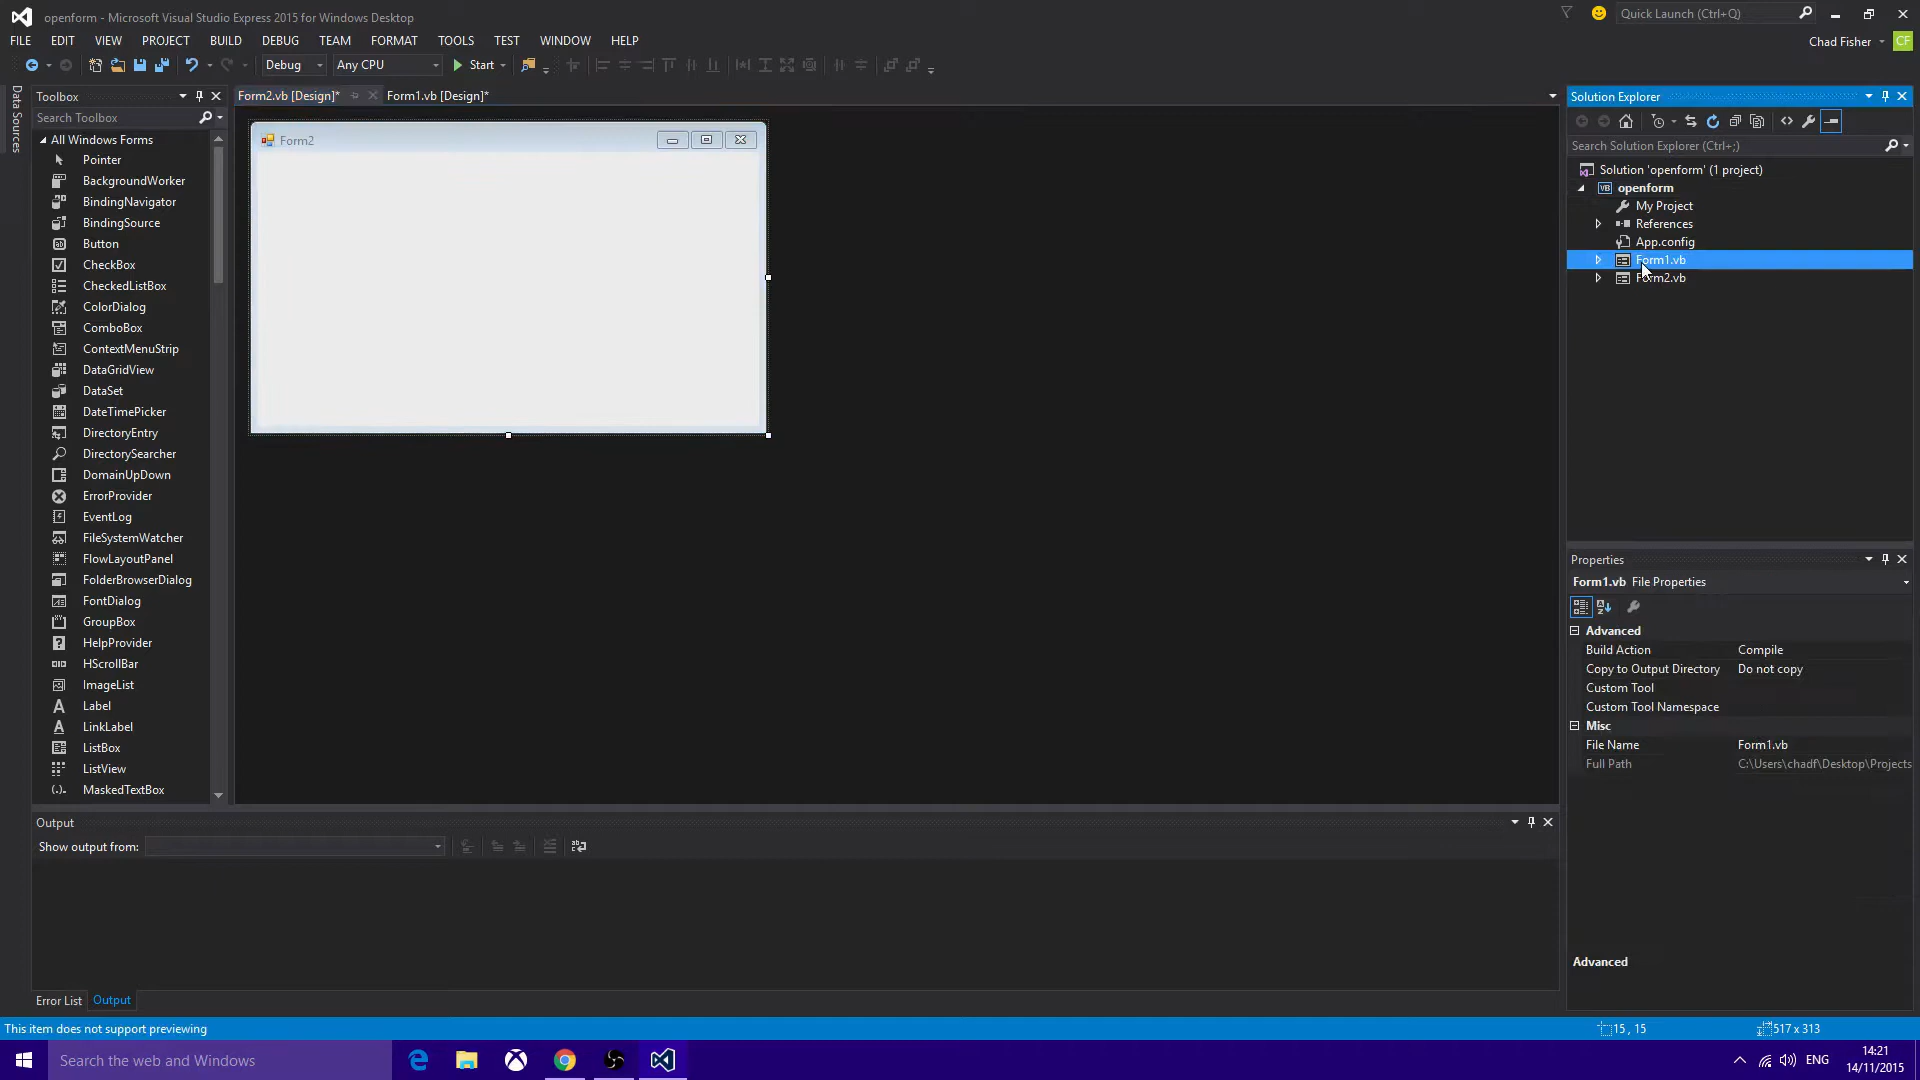 openform - Microsoft Visual Studio Express 2015 for Windows Desktop
Quick Launch (Ctrl+Q)
FILE EDIT VIEW PROJECT BUILD DEBUG TEAM FORMAT TOOLS TEST WINDOW HELP
Chad Fisher CF
Debug Any CPU Start
Data Sources
Toolbox
Search Toolbox
All Windows Forms
Pointer
BackgroundWorker
BindingNavigator
BindingSource
Button
CheckBox
CheckedListBox
ColorDialog
ComboBox
ContextMenuStrip
DataGridView
DataSet
DateTimePicker
DirectoryEntry
DirectorySearcher
DomainUpDown
ErrorProvider
EventLog
FileSystemWatcher
FlowLayoutPanel
FolderBrowserDialog
FontDialog
GroupBox
HelpProvider
HScrollBar
ImageList
Label
LinkLabel
ListBox
ListView
MaskedTextBox
Form2.vb [Design]* Form1.vb [Design]*
Form2
Solution Explorer
Search Solution Explorer (Ctrl+;)
Solution 'openform' (1 project)
VB openform
My Project
References
App.config
Form1.vb
Form2.vb
Properties
Form1.vb File Properties
Advanced
Build Action Compile
Copy to Output Directory Do not copy
Custom Tool
Custom Tool Namespace
Misc
File Name Form1.vb
Full Path C:\Users\chadf\Desktop\Projects
Advanced
Output
Show output from:
Error List Output
This item does not support previewing
15 , 15
517 x 313
Search the web and Windows
ENG
14:21
14/11/2015